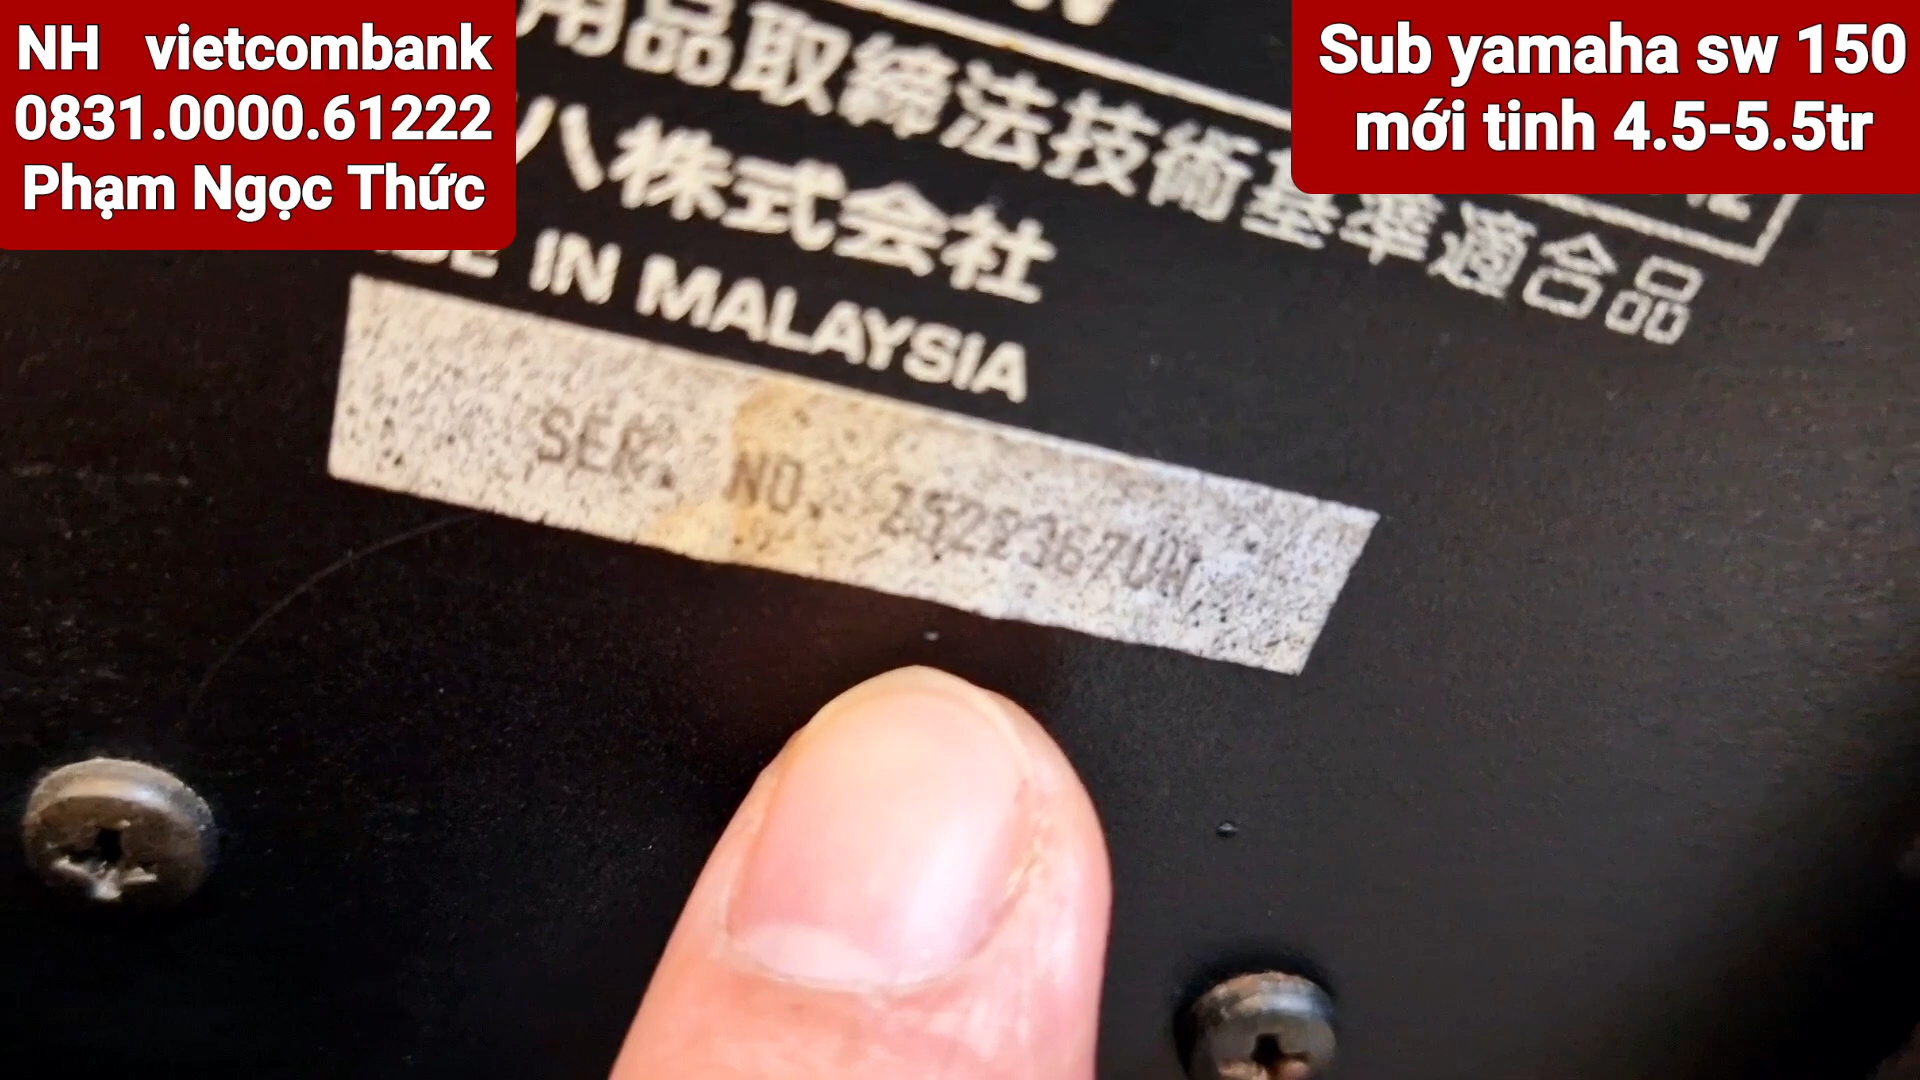 NH vietcombank
0831.0000.61222
Phạm Ngọc Thức
Sub yamaha sw 150
mới tinh 4.5-5.5tr
用品取締法技術基準適合品
ハ株式会社
IN MALAYSIA
SER. NO.